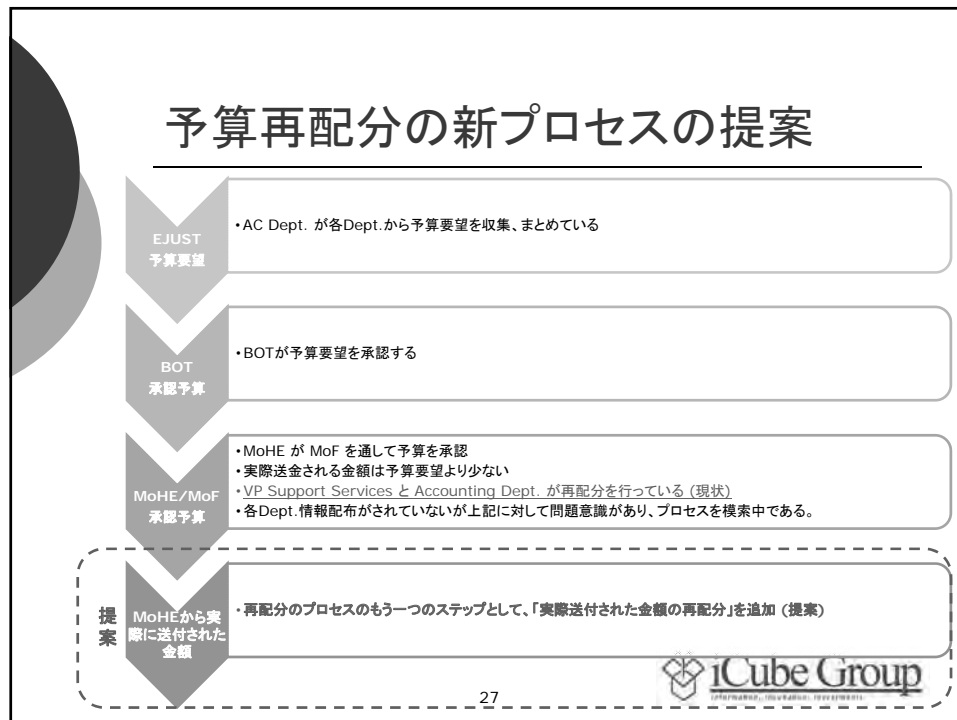 予算再配分の新プロセスの提案
EJUST
予算要望
・AC Dept. が各Dept.から予算要望を収集、まとめている
BOT
承認予算
・BOTが予算要望を承認する
MoHE/MoF
承認予算
・MoHE が MoF を通して予算を承認
・実際送金される金額は予算要望より少ない
・VP Support Services と Accounting Dept. が再配分を行っている (現状)
・各Dept.情報配布がされていないが上記に対して問題意識があり、プロセスを模索中である。
提案
MoHEから実
際に送付された
金額
・再配分のプロセスのもう一つのステップとして、「実際送付された金額の再配分」を追加 (提案)
iCube Group
27